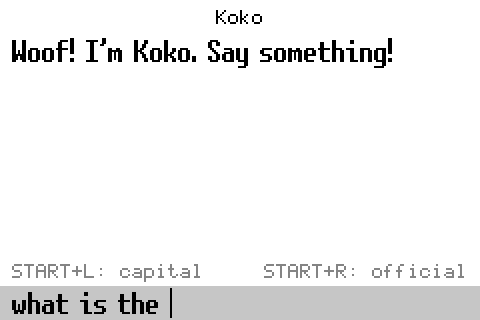 Koko
Woof! I'm Koko. Say something!
START+L: capital START+R: official
what is the